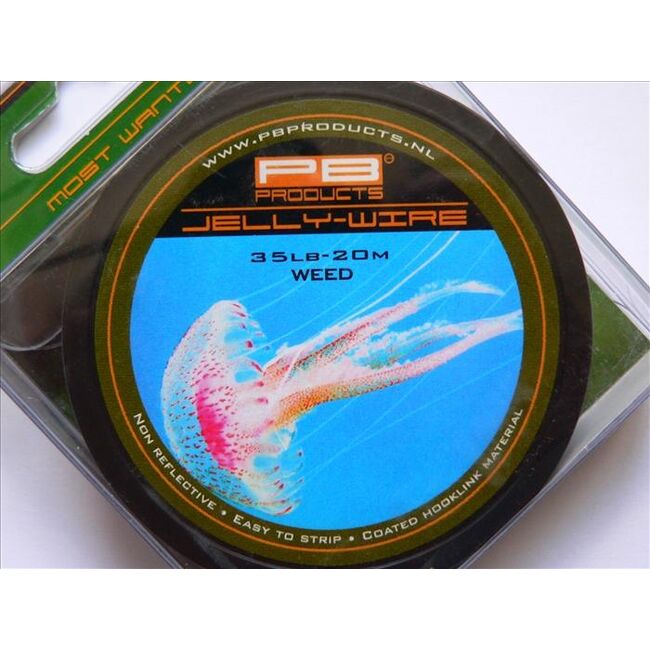 MOST WANT
WWW.PBPRODUCTS.NL
PB
PRODUCTS
JELLY-WIRE
35LB-20M
WEED
NON REFLECTIVE • EASY TO STRIP • COATED HOOKLINK MATERIAL